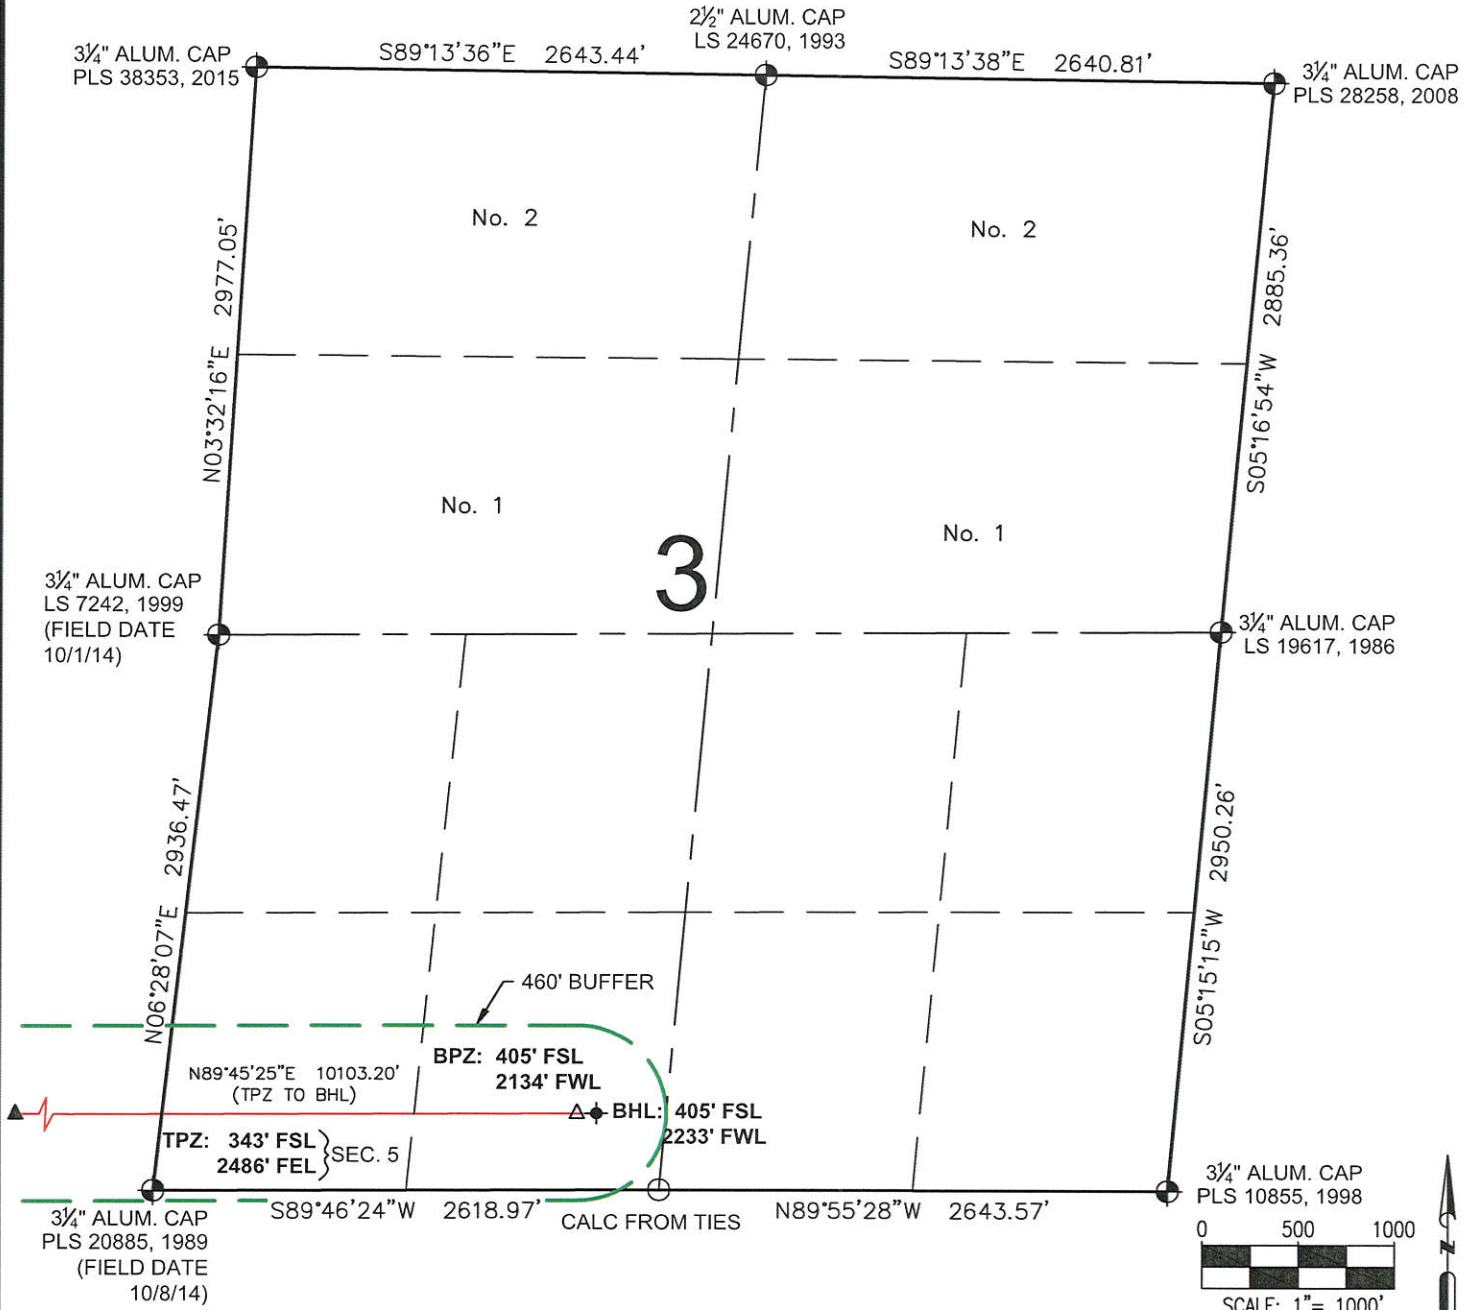 2½" ALUM. CAP
LS 24670, 1993
3¼" ALUM. CAP
PLS 38353, 2015
S89°13'36"E 2643.44'
S89°13'38"E 2640.81'
3¼" ALUM. CAP
PLS 28258, 2008
No. 2
No. 2
N03°32'16"E 2977.05'
S05°16'54"W 2885.36'
No. 1
No. 1
3
3¼" ALUM. CAP
LS 7242, 1999
(FIELD DATE
10/1/14)
3¼" ALUM. CAP
LS 19617, 1986
N06°28'07"E 2936.47'
S05°15'15"W 2950.26'
460' BUFFER
BPZ: 405' FSL
2134' FWL
N89°45'25"E 10103.20'
(TPZ TO BHL)
BHL: 405' FSL
2233' FWL
TPZ: 343' FSL
2486' FEL
SEC. 5
3¼" ALUM. CAP
PLS 20885, 1989
(FIELD DATE
10/8/14)
S89°46'24"W 2618.97'
CALC FROM TIES
N89°55'28"W 2643.57'
3¼" ALUM. CAP
PLS 10855, 1998
0 500 1000
SCALE: 1"= 1000'
N